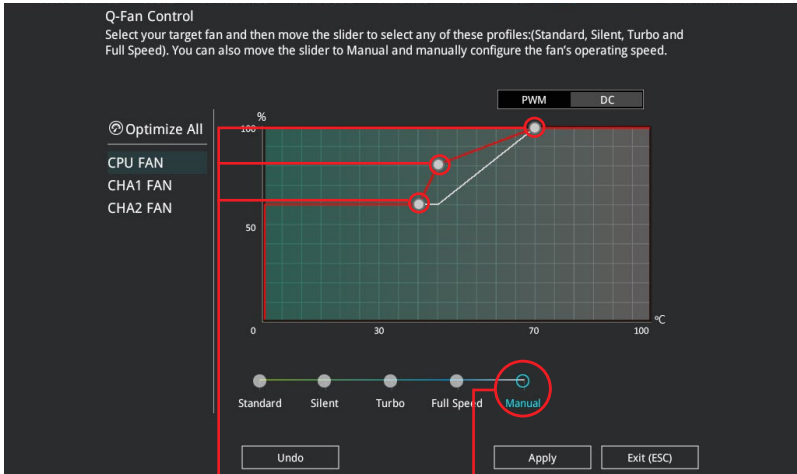 Q-Fan Control
Select your target fan and then move the slider to select any of these profiles:(Standard, Silent, Turbo and
Full Speed). You can also move the slider to Manual and manually configure the fan's operating speed.
PWM DC
%
Optimize All
100
CPU FAN
CHA1 FAN
CHA2 FAN
50
ºC
0 30 70 100
Standard Silent Turbo Full Speed Manual
Undo Apply Exit (ESC)